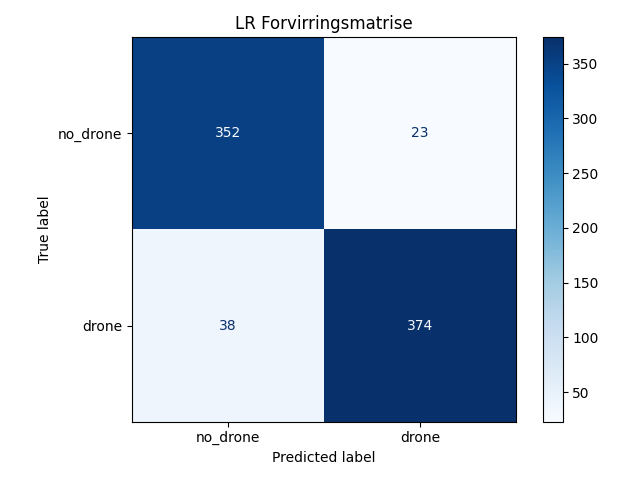 LR Forvirringsmatrise
True label
no_drone
352
23
drone
38
374
no_drone
drone
Predicted label
350
300
250
200
150
100
50